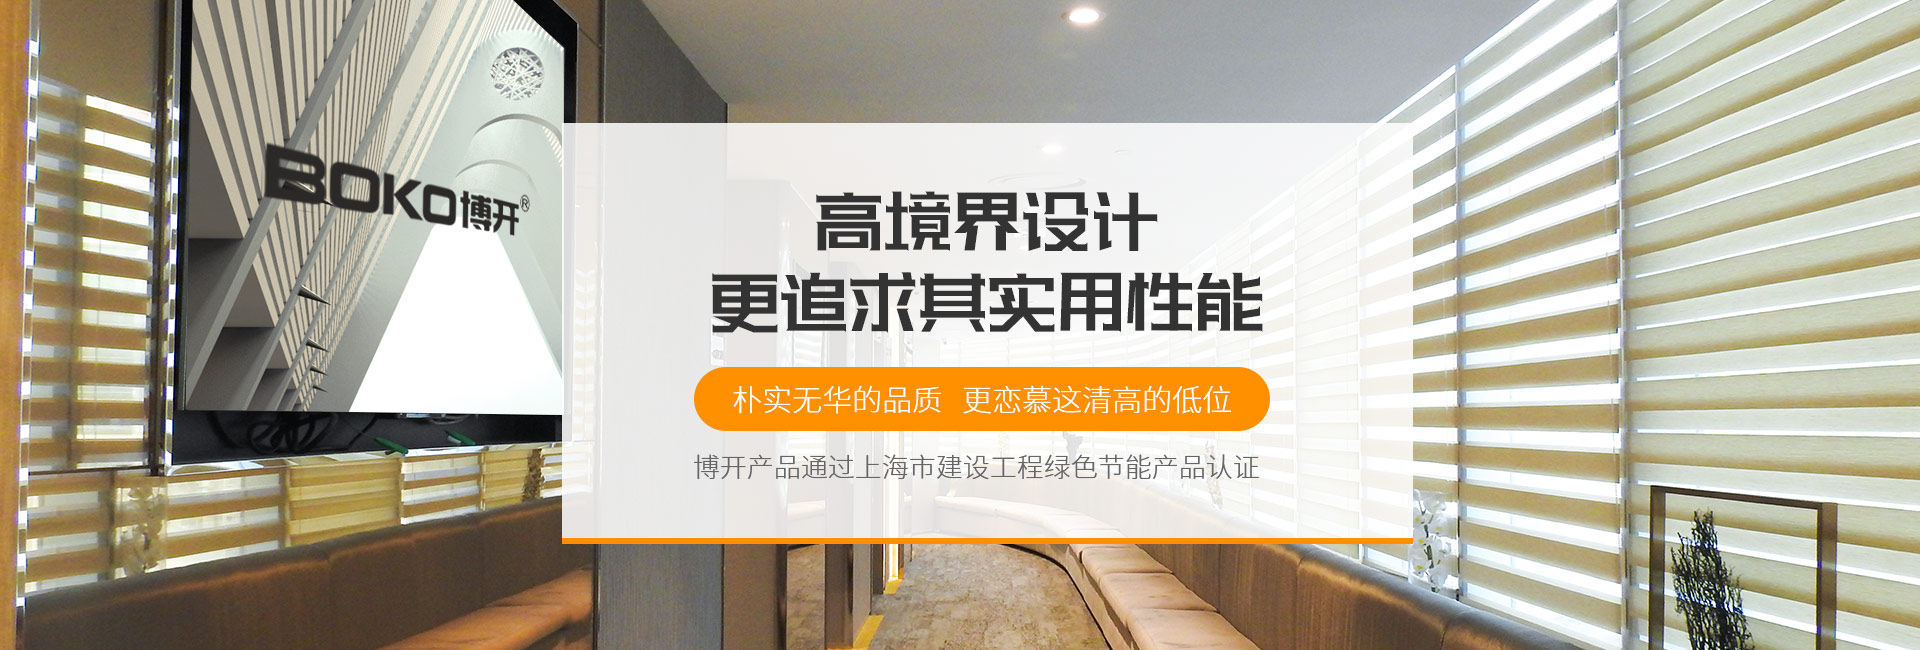 BOKO博开®
高境界设计
更追求其实用性能
朴实无华的品质 更恋慕这清高的低位
博开产品通过上海市建设工程绿色节能产品认证